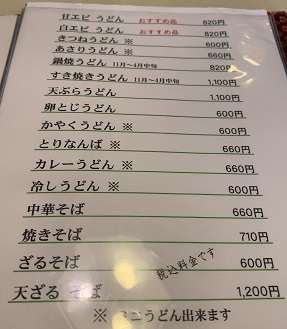 甘エビ うどん おすすめ品 820円
白エビ うどん おすすめ品 820円
きつねうどん ※ 600円
あさりうどん ※ 660円
鍋焼うどん 11月～4月中旬 820円
すき焼きうどん 11月～4月中旬 1,100円
天ぷらうどん 1,100円
卵とじうどん 600円
かやくうどん ※ 600円
とりなんば ※ 660円
カレーうどん ※ 660円
冷しうどん ※ 600円
中華そば 660円
焼きそば 710円
ざるそば 600円
天ざる そば 1,200円
税込料金です
※ ミニうどん出来ます